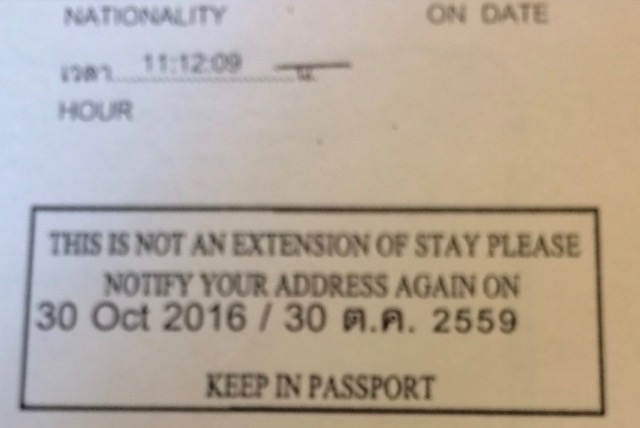 NATIONALITY ON DATE
เวลา 11:12:09 น.
HOUR
THIS IS NOT AN EXTENSION OF STAY PLEASE
NOTIFY YOUR ADDRESS AGAIN ON
30 Oct 2016 / 30 ต.ค. 2559
KEEP IN PASSPORT